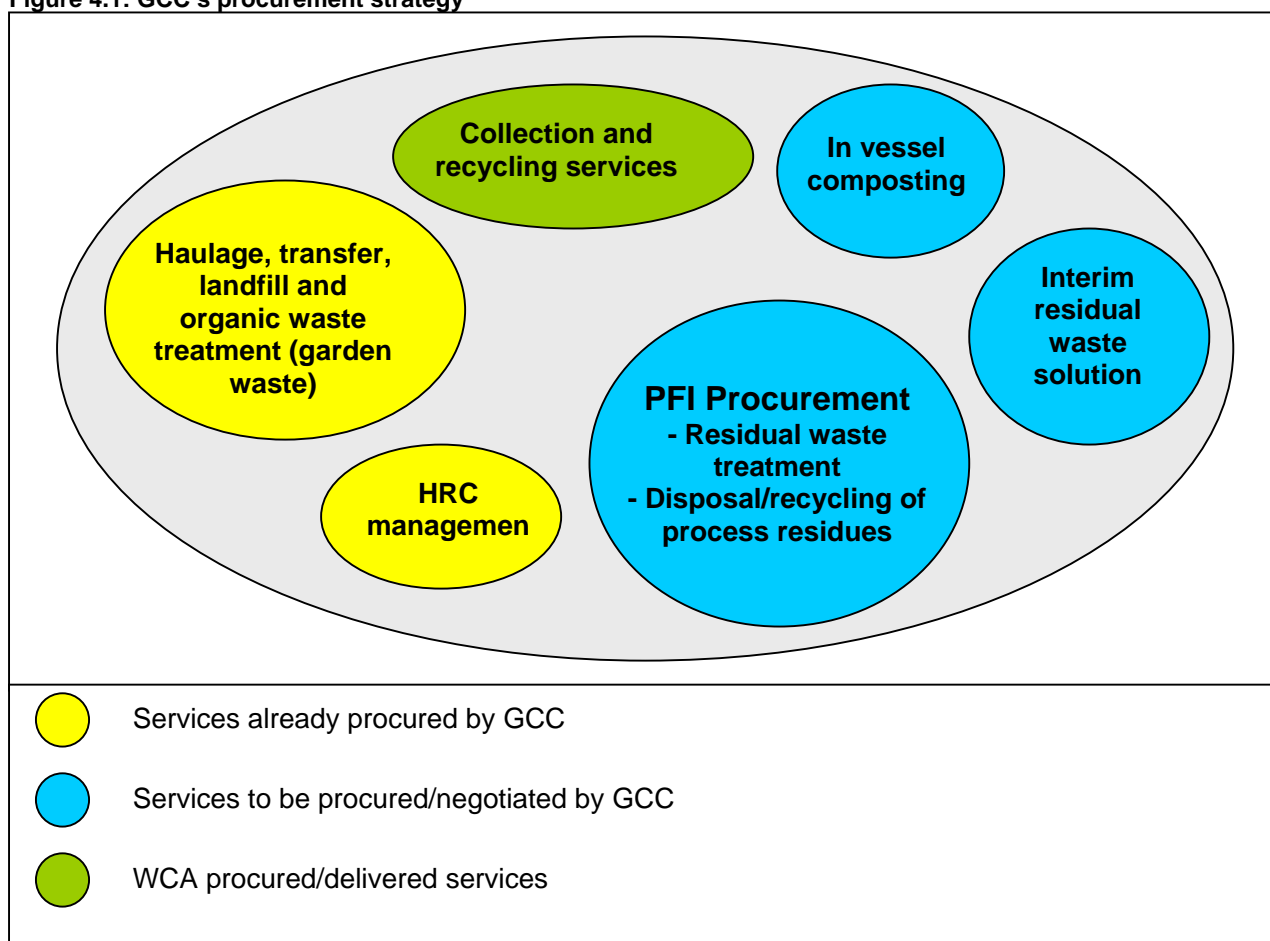 Figure 4.1: GCC's procurement strategy
Collection and
recycling services
In vessel
composting
Haulage, transfer,
landfill and
organic waste
treatment (garden
waste)
Interim
residual
waste
solution
PFI Procurement
- Residual waste
treatment
- Disposal/recycling of
process residues
HRC
managemen
Services already procured by GCC
Services to be procured/negotiated by GCC
WCA procured/delivered services